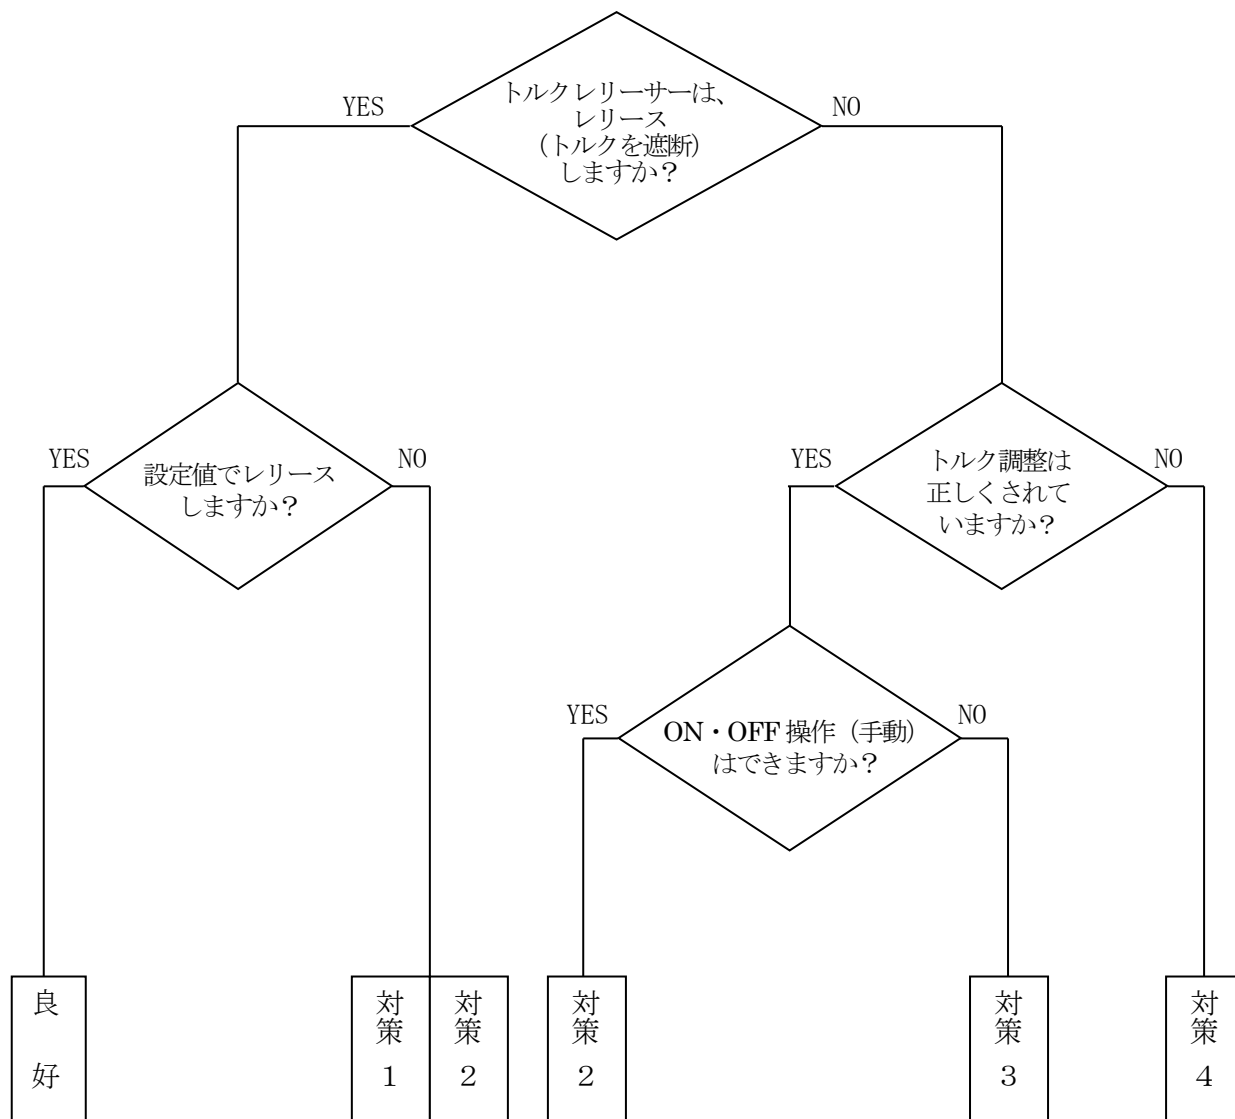 トルクレリーサーは、
レリース
（トルクを遮断）
しますか？
YES
NO
設定値でレリース
しますか？
YES
NO
トルク調整は
正しくされて
いますか？
YES
NO
ON・OFF 操作（手動）
はできますか？
YES
NO
良好
対策1
対策2
対策2
対策3
対策4